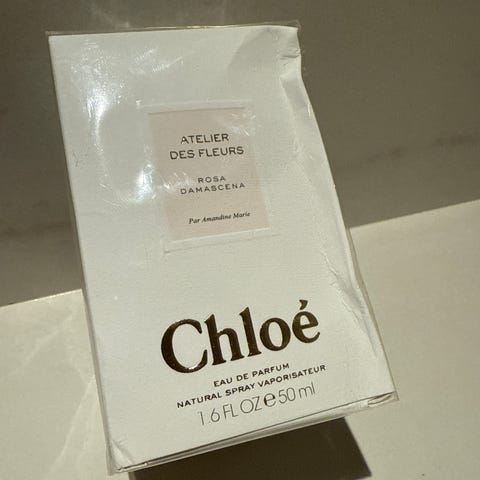 ATELIER
DES FLEURS
ROSA
DAMASCENA
Par Amandine Marie
Chloé
EAU DE PARFUM
NATURAL SPRAY VAPORISATEUR
1.6 FL OZ e 50 ml